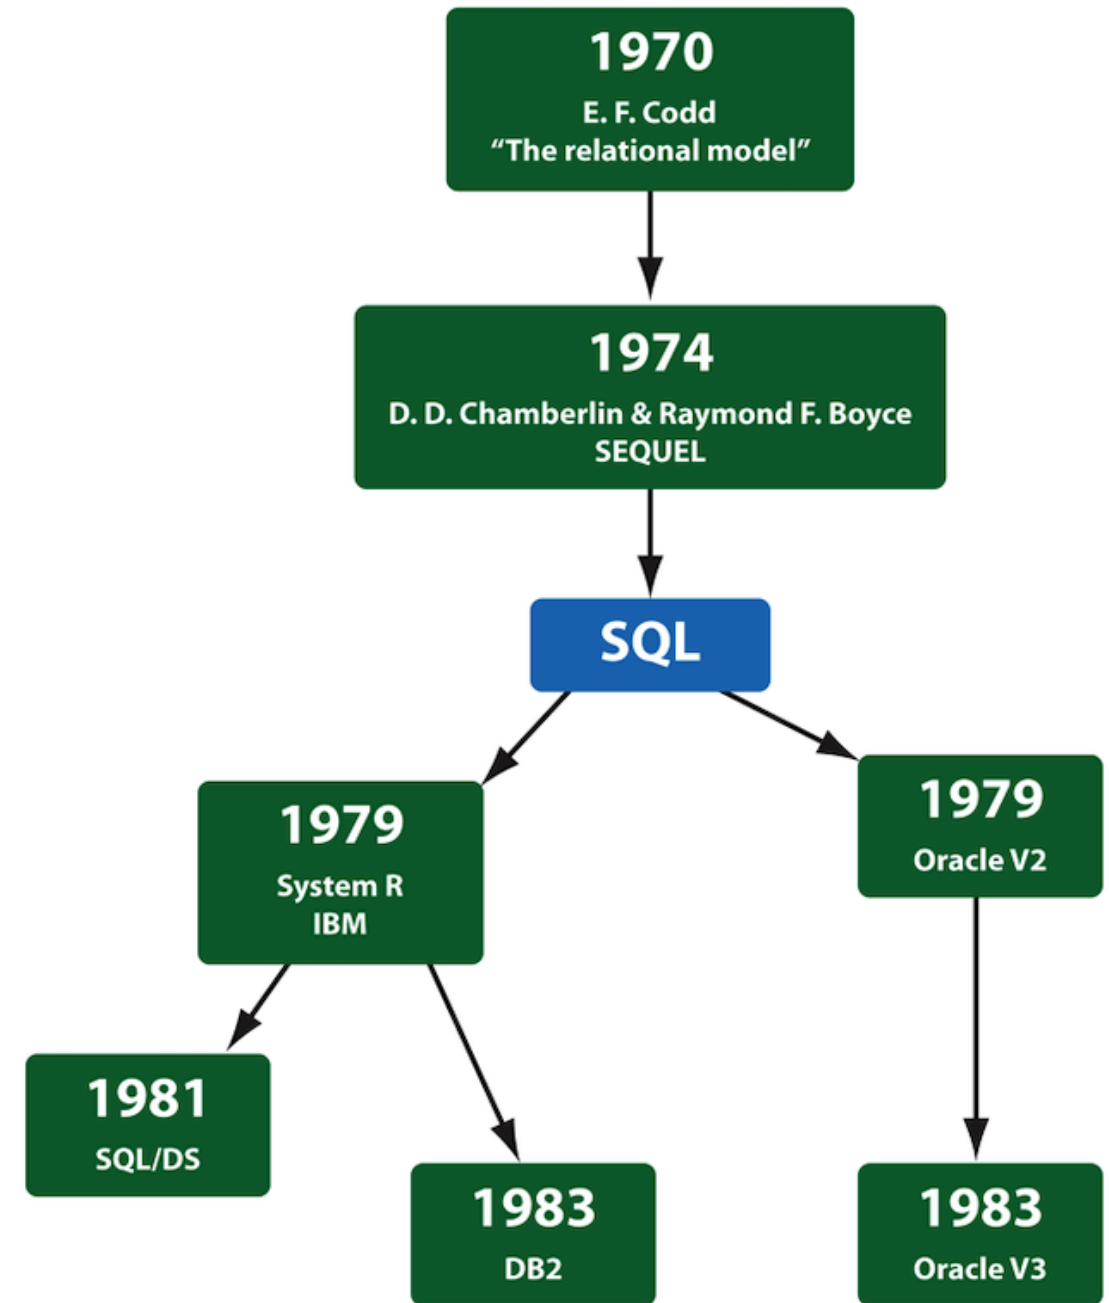 1970
E. F. Codd
“The relational model”
1974
D. D. Chamberlin & Raymond F. Boyce
SEQUEL
SQL
1979
System R
IBM
1979
Oracle V2
1981
SQL/DS
1983
DB2
1983
Oracle V3